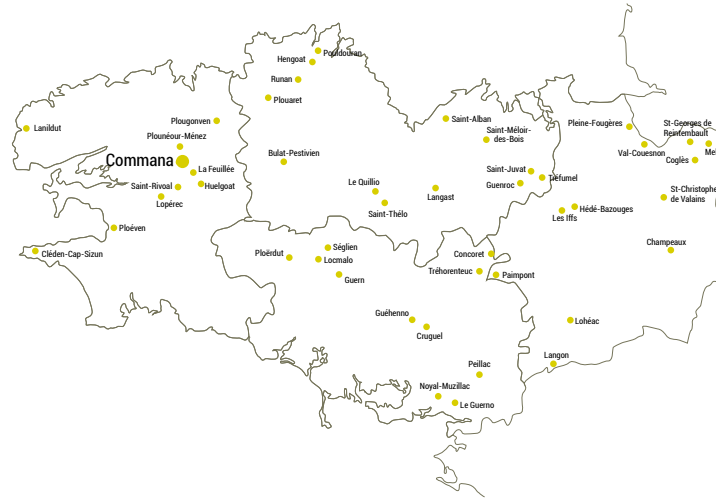 Pouldouran
Hengoat
Runan
Plouaret
Lanildut
Plougonven
Plounéour-Ménez
Commana
La Feuillée
Saint-Rivoal
Huelgoat
Lopérec
Ploéven
Cléden-Cap-Sizun
Bulat-Pestivien
Saint-Alban
Saint-Méloir-
des-Bois
Le Quillio
Saint-Thélo
Langast
Saint-Juvat
Guenroc
Tréfumel
Pleine-Fougères
St-Georges de
Reintembault
Val-Couesnon
Coglès
Mel
St-Christophe
de Valains
Hédé-Bazouges
Les Iffs
Champeaux
Ploërdut
Séglien
Locmalo
Guern
Concoret
Tréhorenteuc
Paimpont
Guéhenno
Cruguel
Lohéac
Langon
Peillac
Noyal-Muzillac
Le Guerno